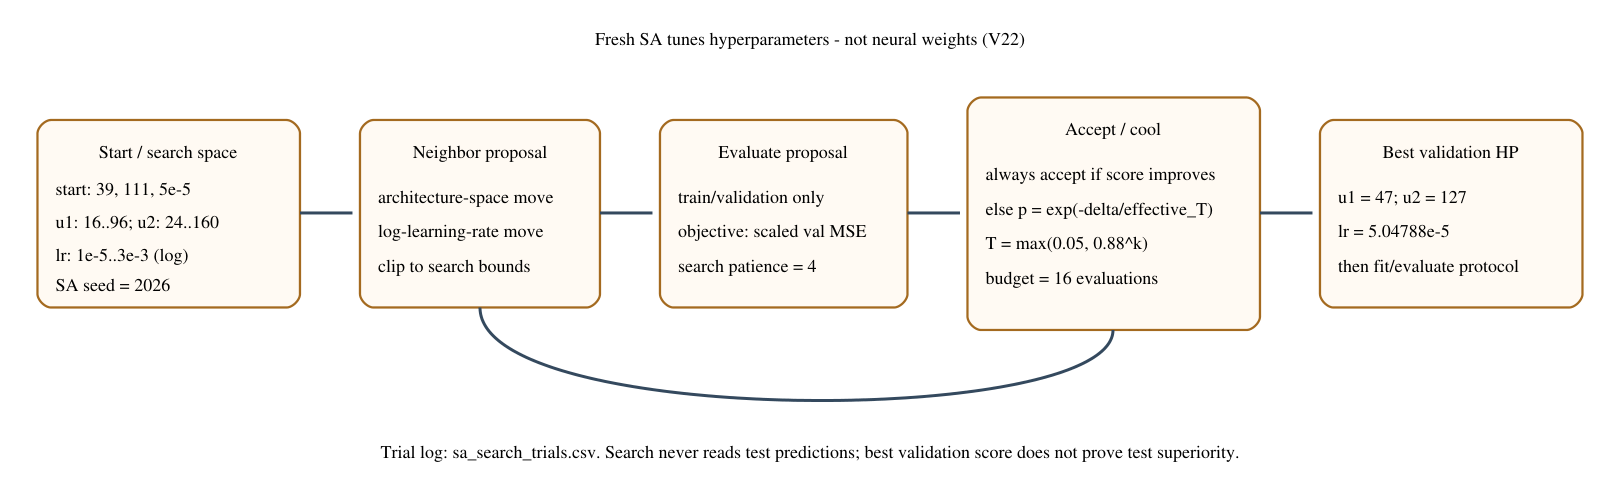 Fresh SA tunes hyperparameters - not neural weights (V22)
Start / search space
start: 39, 111, 5e-5
u1: 16..96; u2: 24..160
lr: 1e-5..3e-3 (log)
SA seed = 2026
Neighbor proposal
architecture-space move
log-learning-rate move
clip to search bounds
Evaluate proposal
train/validation only
objective: scaled val MSE
search patience = 4
Accept / cool
always accept if score improves
else p = exp(-delta/effective_T)
T = max(0.05, 0.88^k)
budget = 16 evaluations
Best validation HP
u1 = 47; u2 = 127
lr = 5.04788e-5
then fit/evaluate protocol
Trial log: sa_search_trials.csv. Search never reads test predictions; best validation score does not prove test superiority.